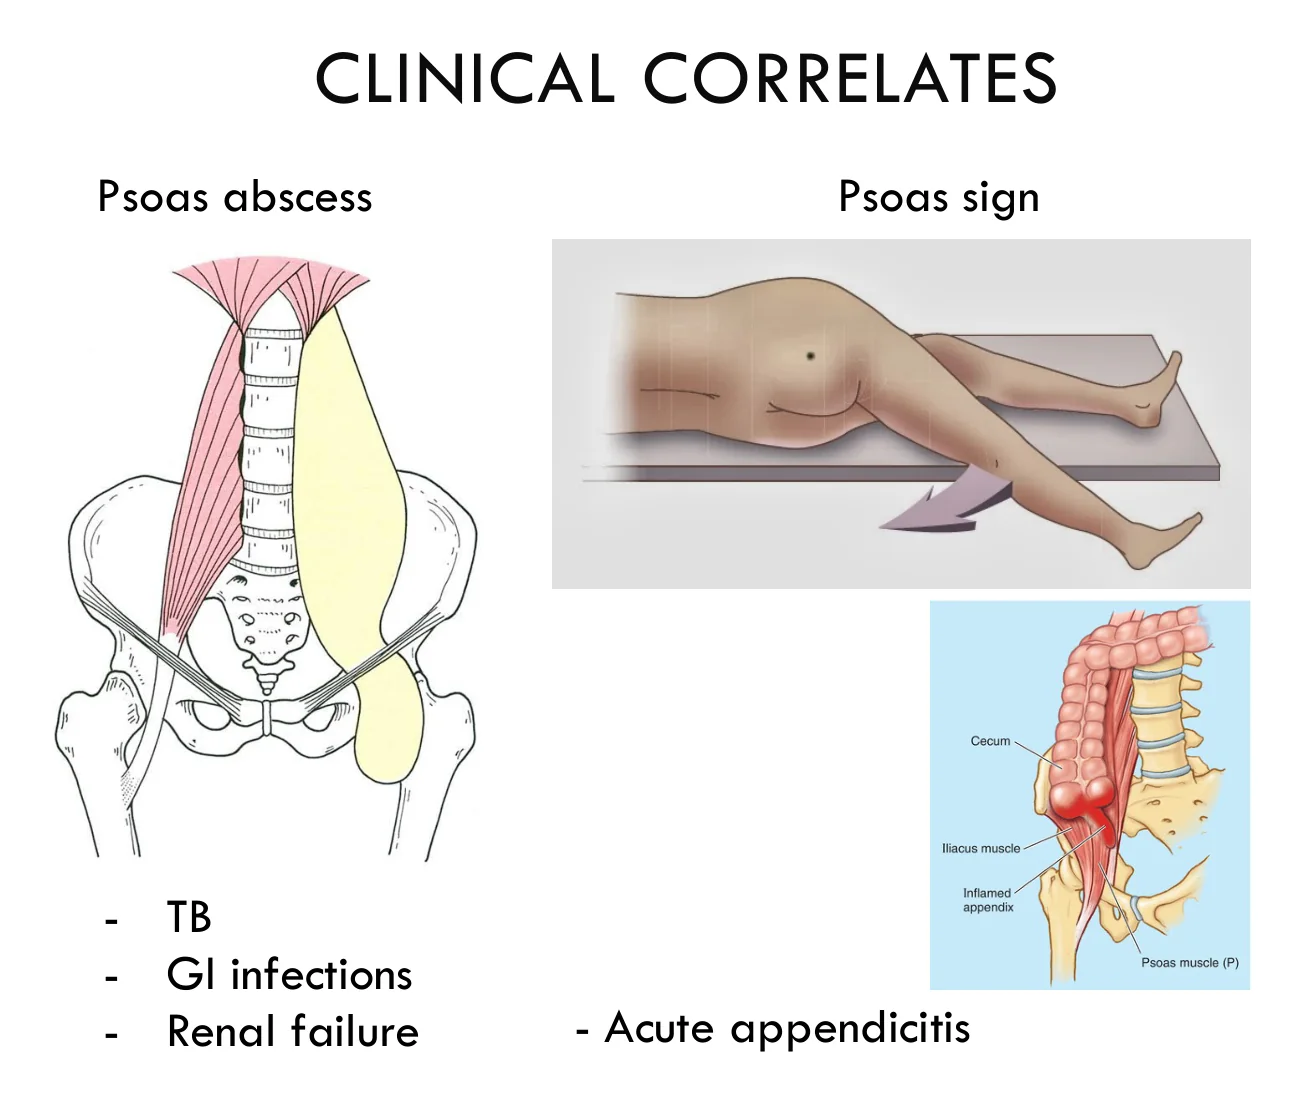 CLINICAL CORRELATES
Psoas abscess
- TB
- GI infections
- Renal failure
Psoas sign
Cecum
Iliacus muscle
Inflamed
appendix
Psoas muscle (P)
- Acute appendicitis